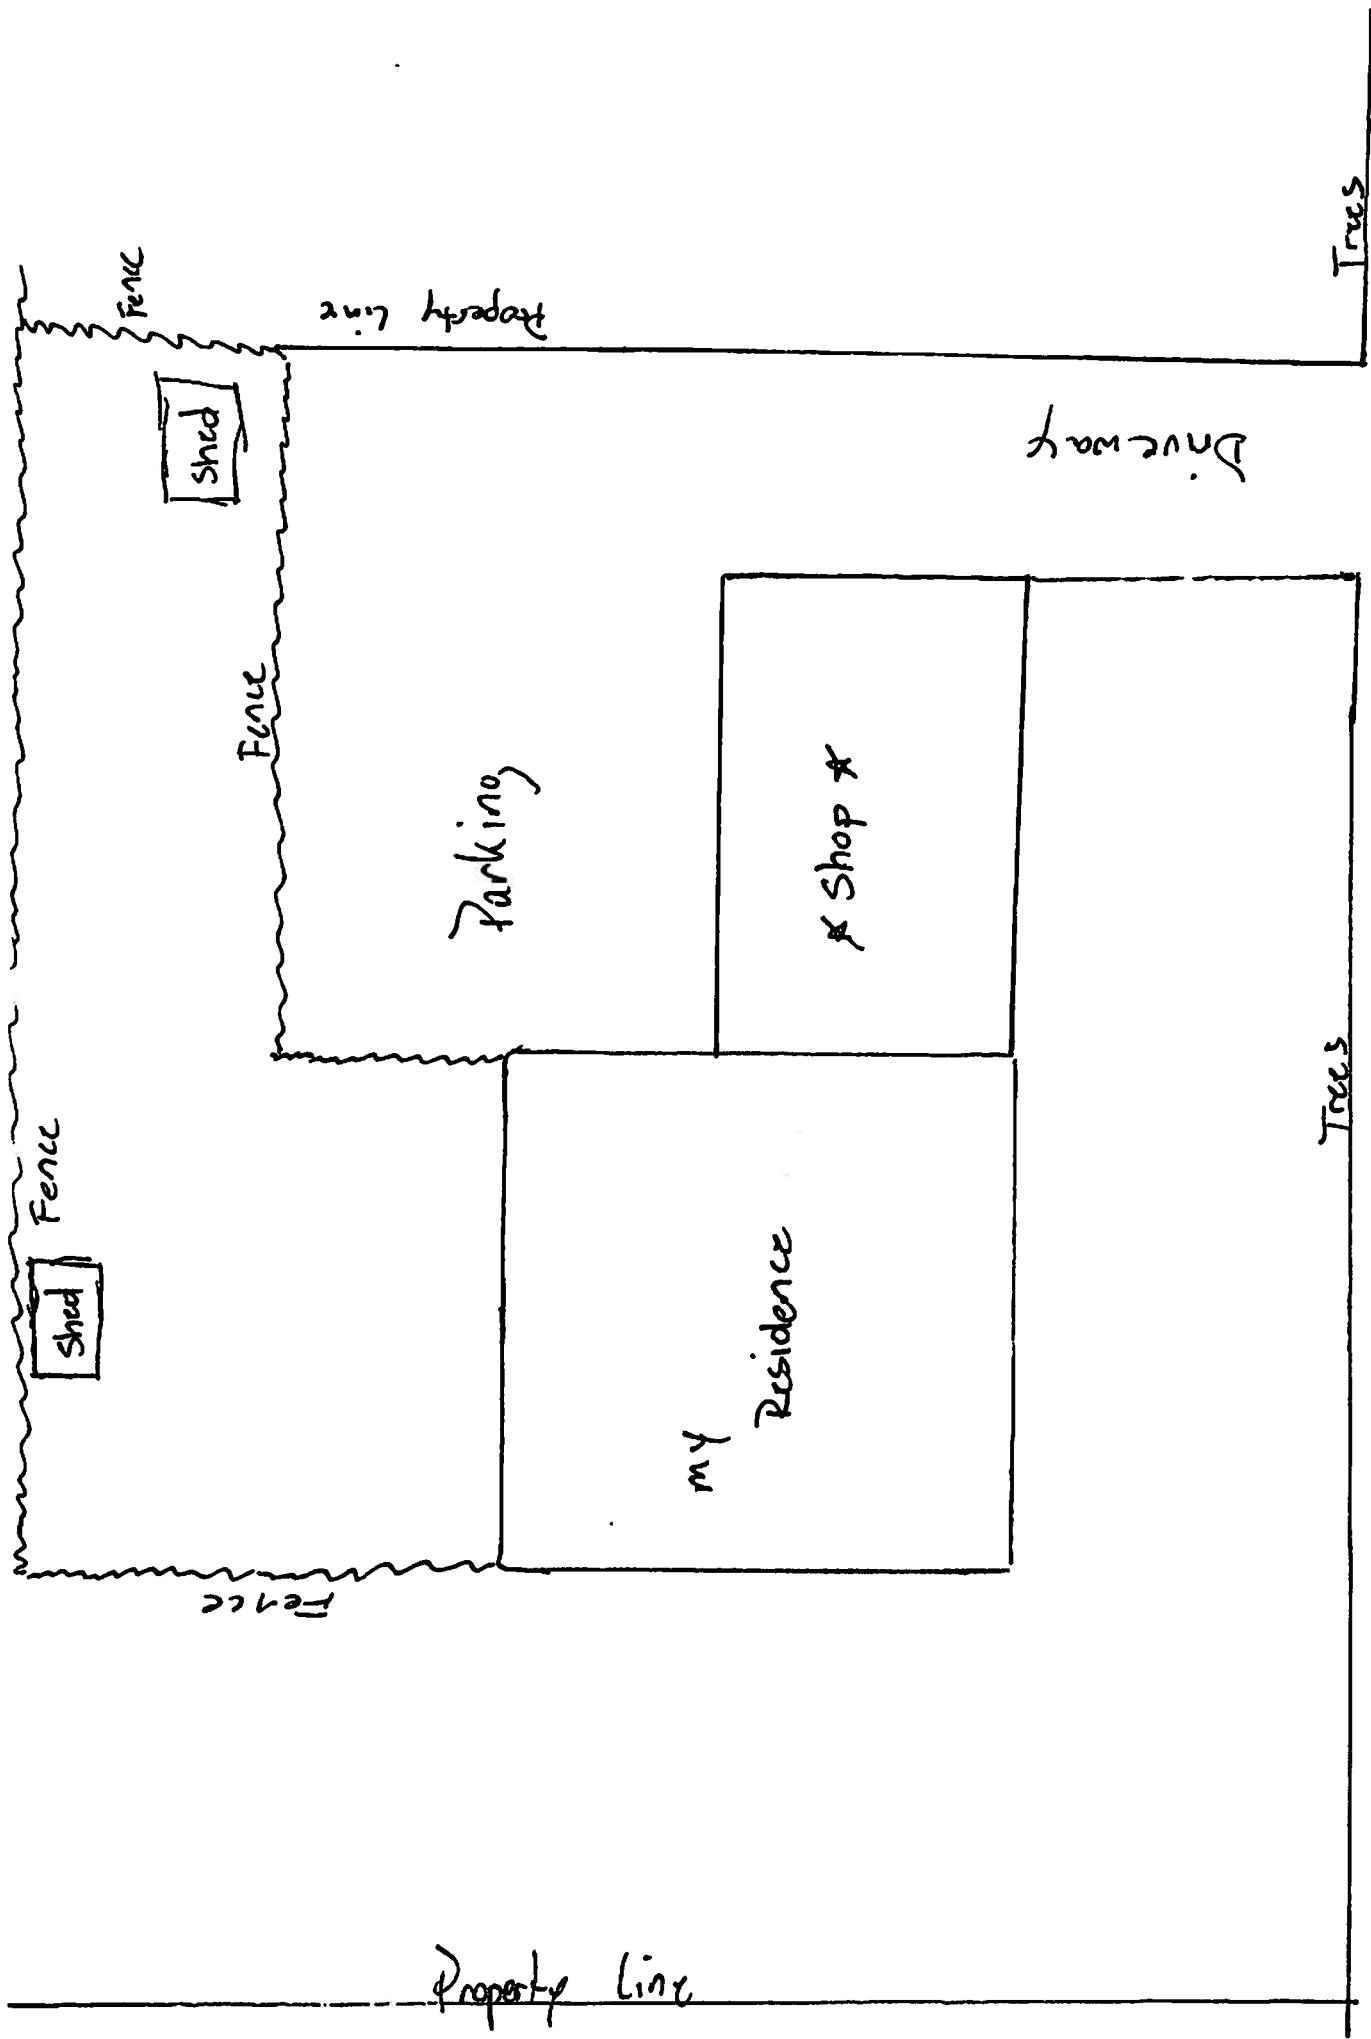 Fence
Shed
Fence
Fence
Shed
Fence
Property Line
Parking
★ Shop ★
Driveway
my
Residence
Property Line
Trees
Trees